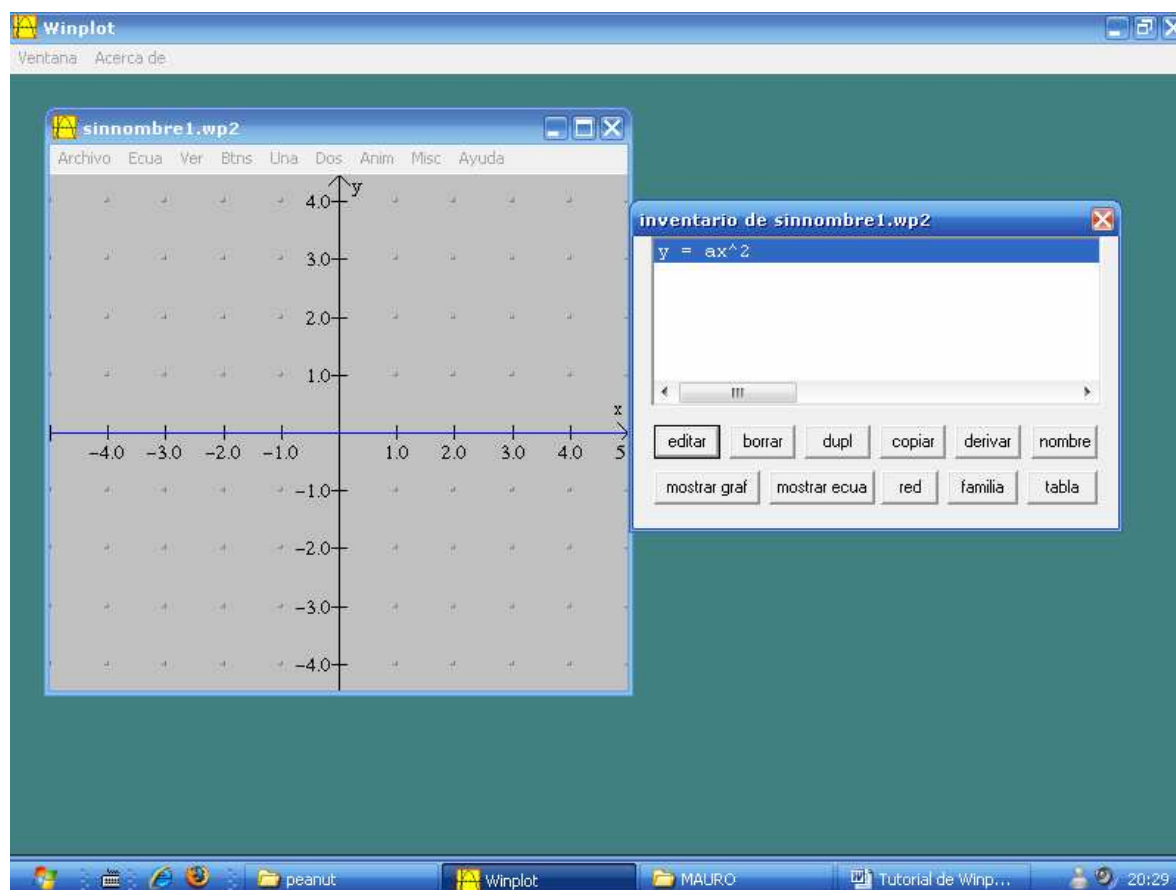 Winplot
Ventana Acerca de
sinnombre1.wp2
Archivo Ecua Ver Btns Una Dos Anim Misc Ayuda
y
4.0
3.0
2.0
1.0
x
-4.0 -3.0 -2.0 -1.0 1.0 2.0 3.0 4.0 5
-1.0
-2.0
-3.0
-4.0
inventario de sinnombre1.wp2
y = ax^2
editar borrar dupl copiar derivar nombre
mostrar graf mostrar ecua red familia tabla
peanut Winplot MAURO Tutorial de Winp... 20:29